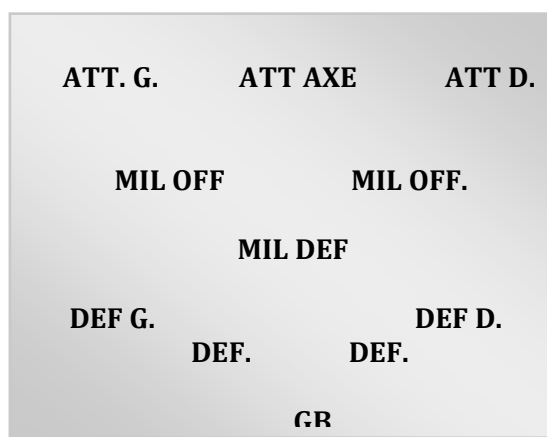 ATT. G. ATT AXE ATT D.
MIL OFF MIL OFF.
MIL DEF
DEF G. DEF D.
DEF. DEF.
GB